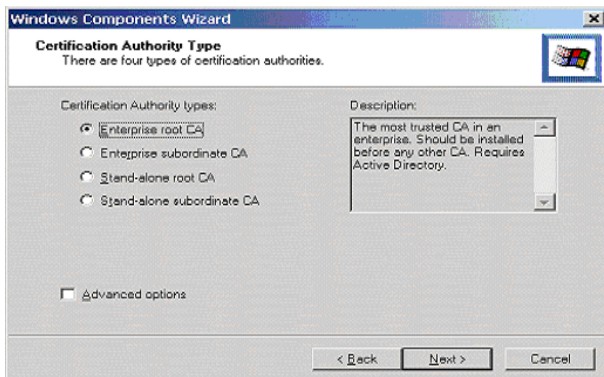 Windows Components Wizard
Certification Authority Type
There are four types of certification authorities.
Certification Authority types:
Enterprise root CA
Enterprise subordinate CA
Stand-alone root CA
Stand-alone subordinate CA
Description:
The most trusted CA in an
enterprise. Should be installed
before any other CA. Requires
Active Directory.
Advanced options
< Back
Next >
Cancel